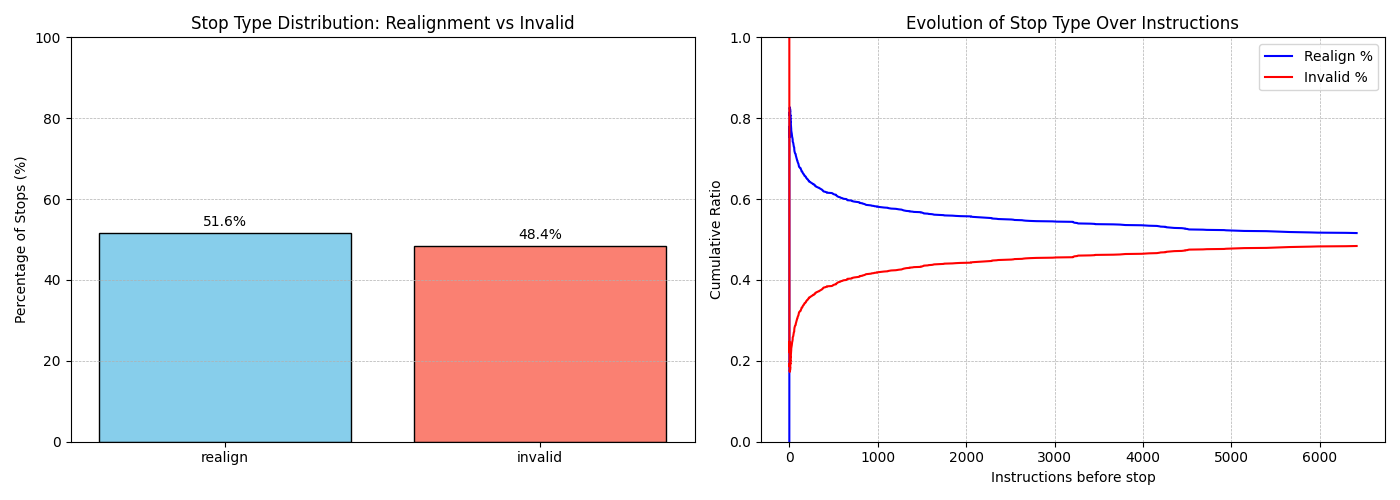 Stop Type Distribution: Realignment vs Invalid
Percentage of Stops (%)
100
80
60
40
20
0
51.6%
48.4%
realign
invalid
Evolution of Stop Type Over Instructions
Cumulative Ratio
1.0
0.8
0.6
0.4
0.2
0.0
Realign %
Invalid %
0 1000 2000 3000 4000 5000 6000
Instructions before stop